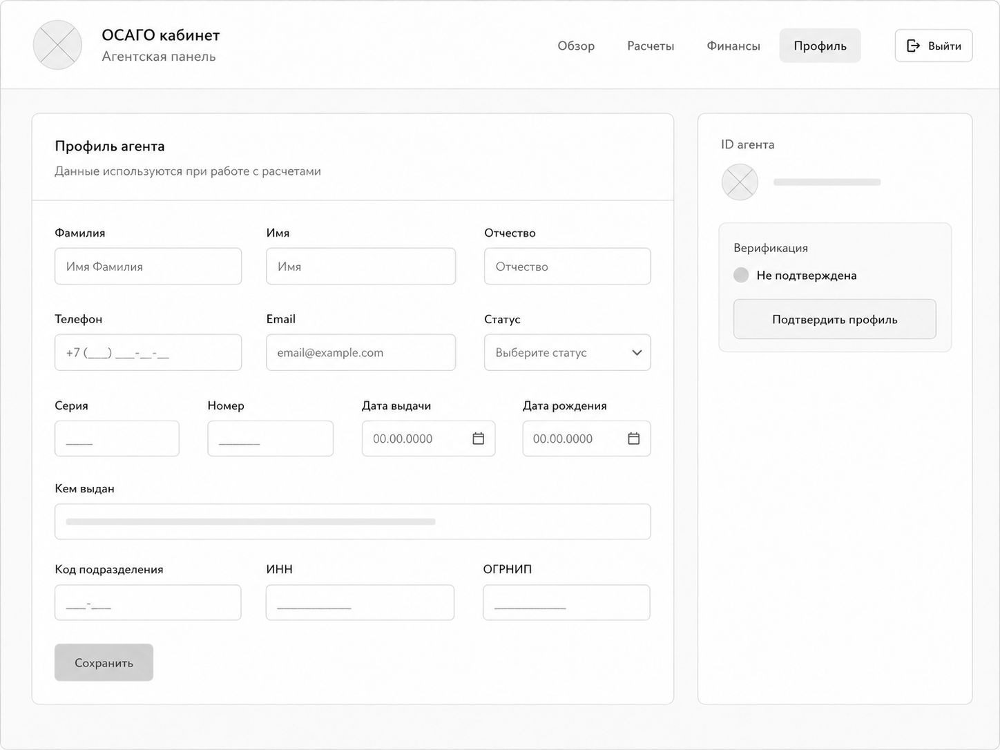 ОСАГО кабинет
Агентская панель
Обзор
Расчеты
Финансы
Профиль
Выйти
Профиль агента
Данные используются при работе с расчетами
Фамилия
Имя
Отчество
Имя Фамилия
Имя
Отчество
Телефон
Email
Статус
+7 (___) ___-__-__
email@example.com
Выберите статус
Серия
Номер
Дата выдачи
Дата рождения
____
______
00.00.0000
00.00.0000
Кем выдан
Код подразделения
ИНН
ОГРНИП
___-___
____________
____________
Сохранить
ID агента
Верификация
Не подтверждена
Подтвердить профиль